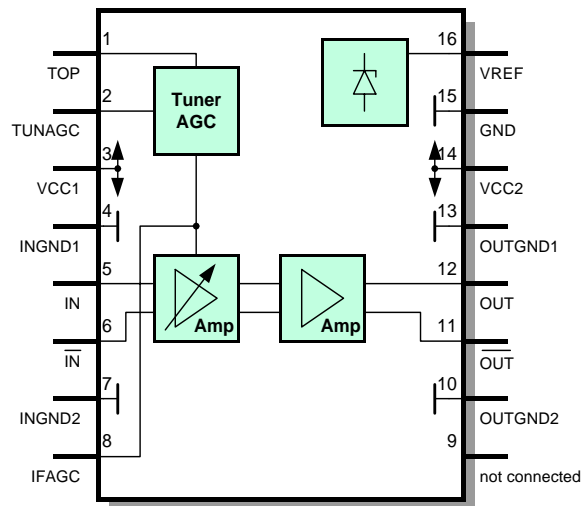 1
TOP
2
TUNAGC
3
VCC1
4
INGND1
5
IN
6
IN
7
INGND2
8
IFAGC
Tuner
AGC
Amp
Amp
16
VREF
15
GND
14
VCC2
13
OUTGND1
12
OUT
11
OUT
10
OUTGND2
9
not connected